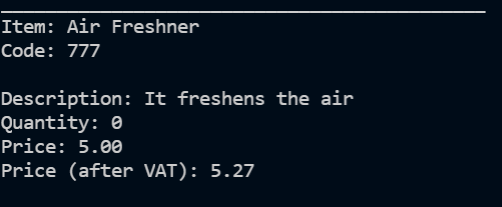 Item: Air Freshner
Code: 777
Description: It freshens the air
Quantity: 0
Price: 5.00
Price (after VAT): 5.27